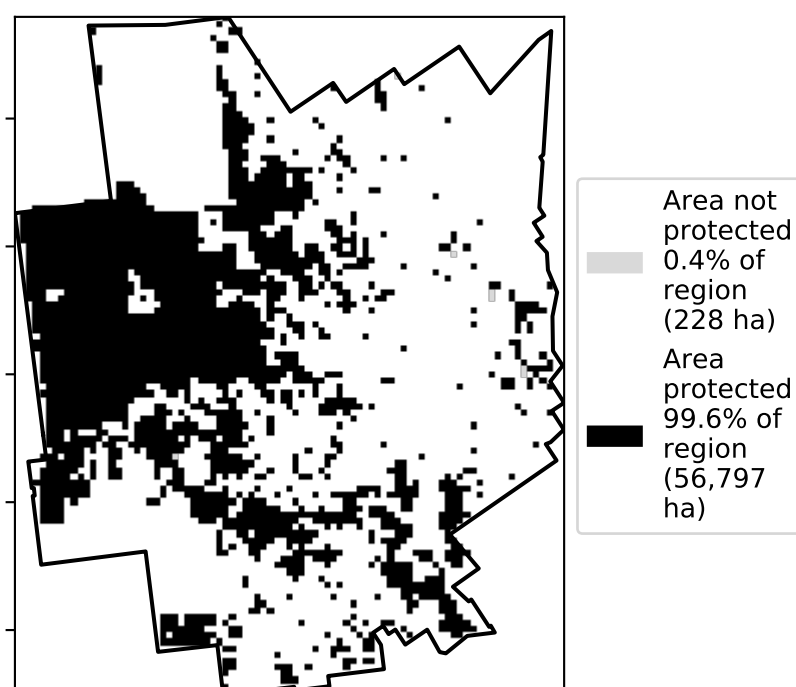 Area not
protected
0.4% of
region
(228 ha)
Area
protected
99.6% of
region
(56,797
ha)